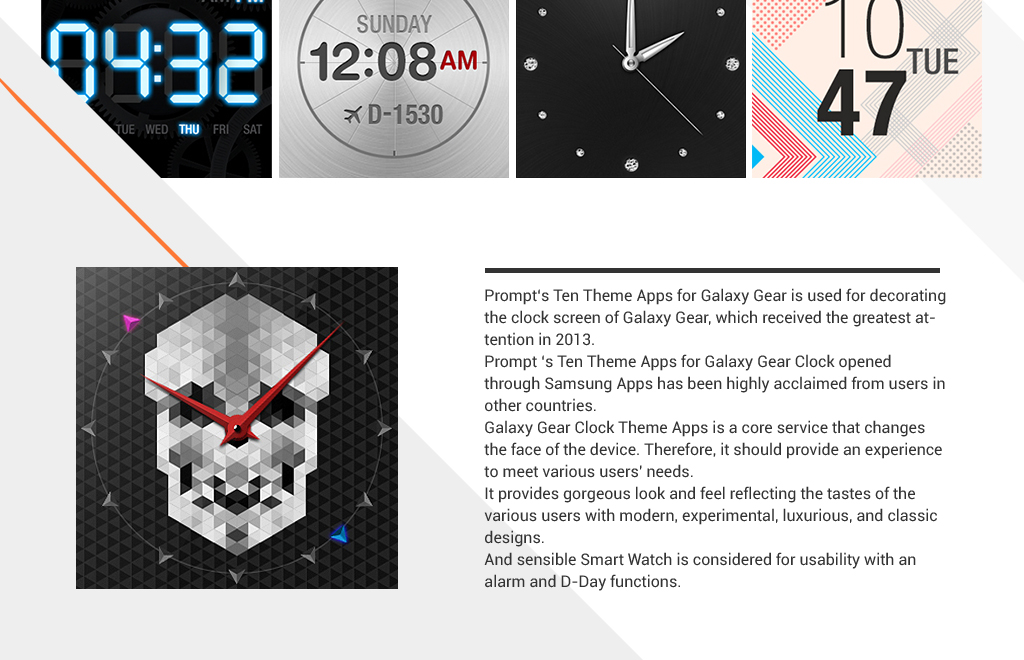 04:32
TUE WED THU FRI SAT
SUNDAY
12:08AM
D-1530
10
TUE
47
Prompt‘s Ten Theme Apps for Galaxy Gear is used for decorating
the clock screen of Galaxy Gear, which received the greatest at-
tention in 2013.
Prompt ‘s Ten Theme Apps for Galaxy Gear Clock opened
through Samsung Apps has been highly acclaimed from users in
other countries.
Galaxy Gear Clock Theme Apps is a core service that changes
the face of the device. Therefore, it should provide an experience
to meet various users’ needs.
It provides gorgeous look and feel reflecting the tastes of the
various users with modern, experimental, luxurious, and classic
designs.
And sensible Smart Watch is considered for usability with an
alarm and D-Day functions.